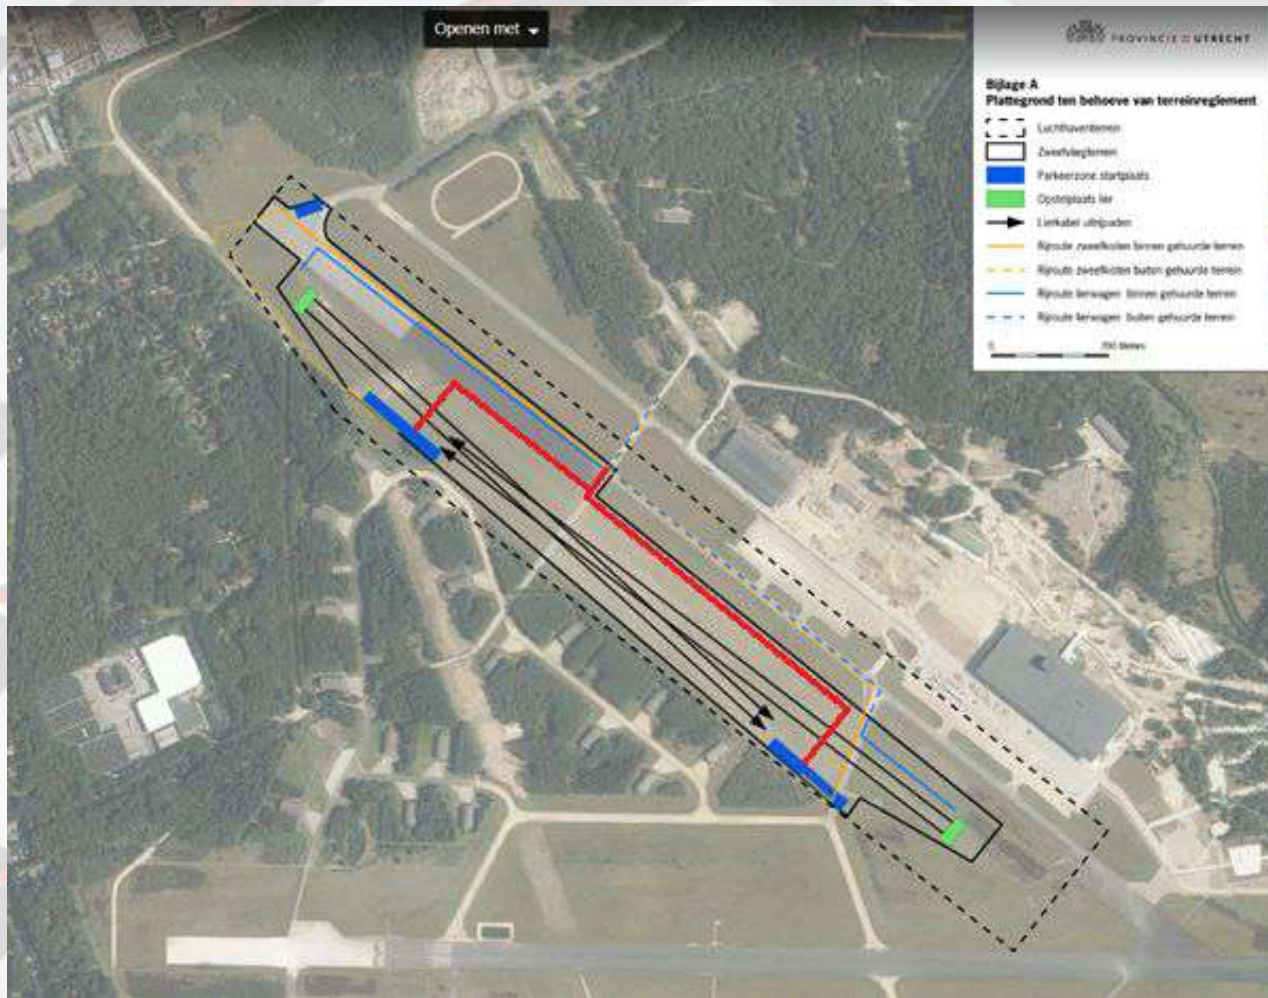 Openen met
PROVINCIE UTRECHT
Bijlage A
Plattegrond ten behoeve van terreinreglement
Luchthaventerrein
Zweefvliegterrein
Parkeerzone startplaats
Opstelplaats lier
Lierkabel uitrijpaden
Rijroute zweefkisten binnen gehuurde terrein
Rijroute zweefkisten buiten gehuurde terrein
Rijroute lierwagen binnen gehuurde terrein
Rijroute lierwagen buiten gehuurde terrein
0 Meters